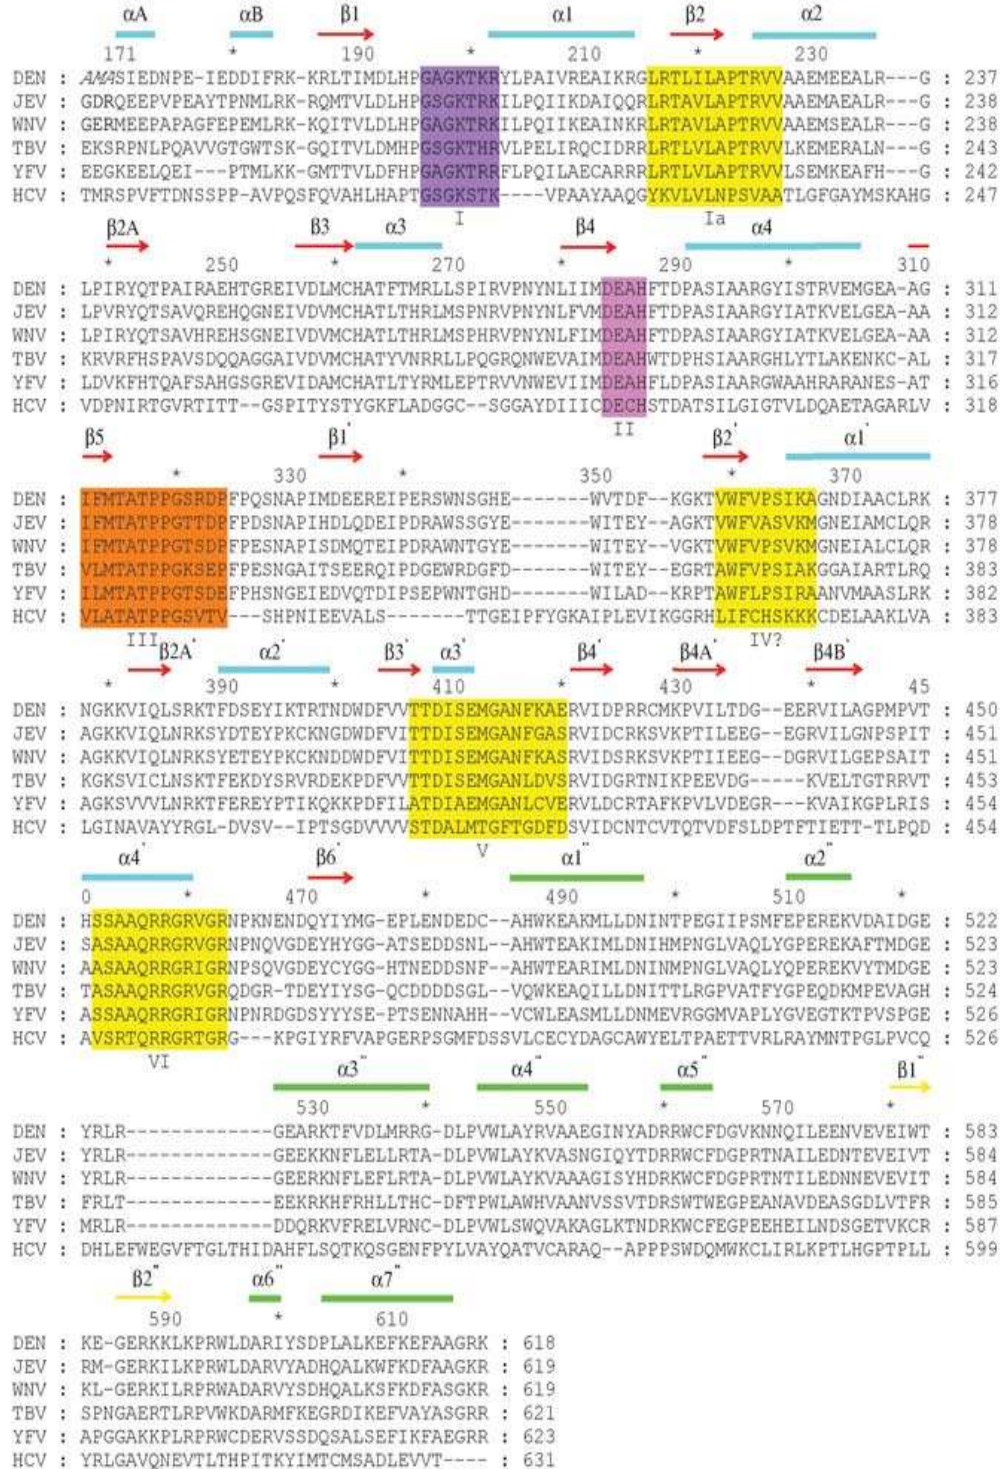 αA αB β1 α1 β2 α2
171 * 190 * 210 * 230
DEN : AMASIEDNPE-IEDDIFRK-KRLTIMDLHPGAGKTKRYLPAIVREAIKRGLRTLILAPTRVVAAEMEEALR---G : 237
JEV : GDRQEEPVPEAYTPNMLRK-RQMTVLDLHPGSGKTRKILPQIIKDAIQQRLRTAVLAPTRVVAAEMAEALR---G : 238
WNV : GERMEEPAPAGFEPEMLRK-KQITVLDLHPGAGKTRKILPQIIKEAINKRLRTAVLAPTRVVAAEMSEALR---G : 238
TBV : EKSRPNLPQAVVGTGWTSK-GQITVLDMHPGSGKTHRVLPELIRQCIDRRLRTLVLAPTRVVLKEMERALN---G : 243
YFV : EEGKEELQEI---PTMLKK-GMTTVLDFHPGAGKTRRFLPQILAECARRRLRTLVLAPTRVVLSEMKEAFH---G : 242
HCV : TMRSPVFTDNSSPP-AVPQSFQVAHLHAPTGSGKSTK----VPAAYAAQGYKVLVLNPSVAATLGFGAYMSKAHG : 247
I Ia
β2A β3 α3 β4 α4
* 250 * 270 * 290 * 310
DEN : LPIRYQTPAIRAEHTGREIVDLMCHATFTMRLLSPIRVPNYNLIIMDEAHFTDPASIAARGYISTRVEMGEA-AG : 311
JEV : LPVRYQTSAVQREHQGNEIVDVMCHATLTHRLMSPNRVPNYNLFVMDEAHFTDPASIAARGYIATKVELGEA-AA : 312
WNV : LPIRYQTSAVHREHSGNEIVDVMCHATLTHRLMSPHRVPNYNLFIMDEAHFTDPASIAARGYIATKVELGEA-AA : 312
TBV : KRVRFHSPAVSDQQAGGAIVDVMCHATYVNRRLLPQGRQNWEVAIMDEAHWTDPHSIAARGHLYTLAKENKC-AL : 317
YFV : LDVKFHTQAFSAHGSGREVIDAMCHATLTYRMLEPTRVVNWEVIIMDEAHFLDPASIAARGWAAHRARANES-AT : 316
HCV : VDPNIRTGVRTITT--GSPITYSTYGKFLADGGC--SGGAYDIIICDECHSTDATSILGIGTVLDQAETAGARLV : 318
II
β5 β1' β2' α1'
* 330 * 350 * 370
DEN : IFMTATPPGSRDPFPQSNAPIMDEEREIPERSWNSGHE-------WVTDF--KGKTVWFVPSIKAGNDIAACLRK : 377
JEV : IFMTATPPGTTDPFPDSNAPIHDLQDEIPDRAWSSGYE-------WITEY--AGKTVWFVASVKMGNEIAMCLQR : 378
WNV : IFMTATPPGTSDPFPESNAPISDMQTEIPDRAWNTGYE-------WITEY--VGKTVWFVPSVKMGNEIALCLQR : 378
TBV : VLMTATPPGKSEPFPESNGAITSEERQIPDGEWRDGFD-------WITEY--EGRTAWFVPSIAKGGAIARTLRQ : 383
YFV : ILMTATPPGTSDEFPHSNGEIEDVQTDIPSEPWNTGHD-------WILAD--KRPTAWFLPSIRAANVMAASLRK : 382
HCV : VLATATPPGSVTV--SHPNIEEVALS------TTGEIPFYGKAIPLEVIKGGRHLIFCHSKKKCDELAAKLVA : 383
III IV?
β2A' α2' β3' α3' β4' β4A' β4B'
* 390 * 410 * 430 * 45
DEN : NGKKVIQLSRKTFDSEYIKTRTNDWDFVVTTDISEMGANFKAERVIDPRRCMKPVILTDG--EERVILAGPMPVT : 450
JEV : AGKKVIQLNRKSYDTEYPKCKNGDWDFVITTDISEMGANFGASRVIDCRKSVKPTILEEG--EGRVILGNPSPIT : 451
WNV : AGKKVIQLNRKSYETEYPKCKNDDWDFVITTDISEMGANFKASRVIDSRKSVKPTIIEEG--DGRVILGEPSAIT : 451
TBV : KGKSVICLNSKTFEKDYSRVRDEKPDFVVTTDISEMGANLDVSRVIDGRTNIKPEEVDG-----KVELTGTRRVT : 453
YFV : AGKSVVVLNRKTFEREYPTIKQKKPDFILATDIAEMGANLCVERVLDCRTAFKPVLVDEGR---KVAIKGPLRIS : 454
HCV : LGINAVAYYRGL-DVSV--IPTSGDVVVVSTDALMTGFTGDFDSVIDCNTCVTQTVDFSLDPTFTIETT-TLPQD : 454
V
α4' β6' α1" α2"
0 * 470 * 490 * 510 *
DEN : HSSAAQRRGRVGRNPKNENDQYIYMG-EPLENDEDC--AHWKEAKMLLDNINTPEGIIPSMFEPEREKVDAIDGE : 522
JEV : SASAAQRRGRVGRNPNQVGDEYHYGG-ATSEDDSNL--AHWTEAKIMLDNIHMPNGLVAQLYGPEREKAFTMDGE : 523
WNV : AASAAQRRGRIGRNPSQVGDEYCYGG-HTNEDDSNF--AHWTEARIMLDNINMPNGLVAQLYQPEREKVYTMDGE : 523
TBV : TASAAQRRGRVGRQDGR-TDEYIYSG-QCDDDDSGL--VQWKEAQILLDNITTLRGPVATFYGPEQDKMPEVAGH : 524
YFV : ASSAAQRRGRIGRNPNRDGDSYYYSE-PTSENNAHH--VCWLEASMLLDNMEVRGGMVAPLYGVEGTKTPVSPGE : 526
HCV : AVSRTQRRGRTGRG---KPGIYRFVAPGERPSGMFDSSVLCECYDAGCAWYELTPAETTVRLRAYMNTPGLPVCQ : 526
VI
α3" α4" α5" β1"
530 * 550 * 570 *
DEN : YRLR-------------GEARKTFVDLMRRG-DLPVWLAYRVAAEGINYADRRWCFDGVKNNQILEENVEVEIWT : 583
JEV : YRLR-------------GEEKKNFLELLRTA-DLPVWLAYKVASNGIQYTDRRWCFDGPRTNAILEDNTEVEIVT : 584
WNV : YRLR-------------GEERKNFLEFLRTA-DLPVWLAYKVAAAGISYHDRKWCFDGPRTNTILEDNNEVEVIT : 584
TBV : FRLT-------------EEKRKHFRHLLTHC-DFTPWLAWHVAANVSSVTDRSWTWEGPEANAVDEASGDLVTFR : 585
YFV : MRLR-------------DDQRKVFRELVRNC-DLPVWLSWQVAKAGLKTNDRKWCFEGPEEHEILNDSGETVKCR : 587
HCV : DHLEFWEGVFTGLTHIDAHFLSQTKQSGENFPYLVAYQATVCARAQ--APPPSWDQMWKCLIRLKPTLHGPTPLL : 599
β2" α6" α7"
590 * 610
DEN : KE-GERKKLKPRWLDARIYSDPLALKEFKEFAAGRK : 618
JEV : RM-GERKILKPRWLDARVYADHQALKWFKDFAAGKR : 619
WNV : KL-GERKILRPRWADARVYSDHQALKSFKDFASGKR : 619
TBV : SPNGAERTLRPVWKDARMFKEGRDIKEFVAYASGRR : 621
YFV : APGGAKKPLRPRWCDERVSSDQSALSEFIKFAEGRR : 623
HCV : YRLGAVQNEVTLTHPITKYIMTCMSADLEVVT---- : 631